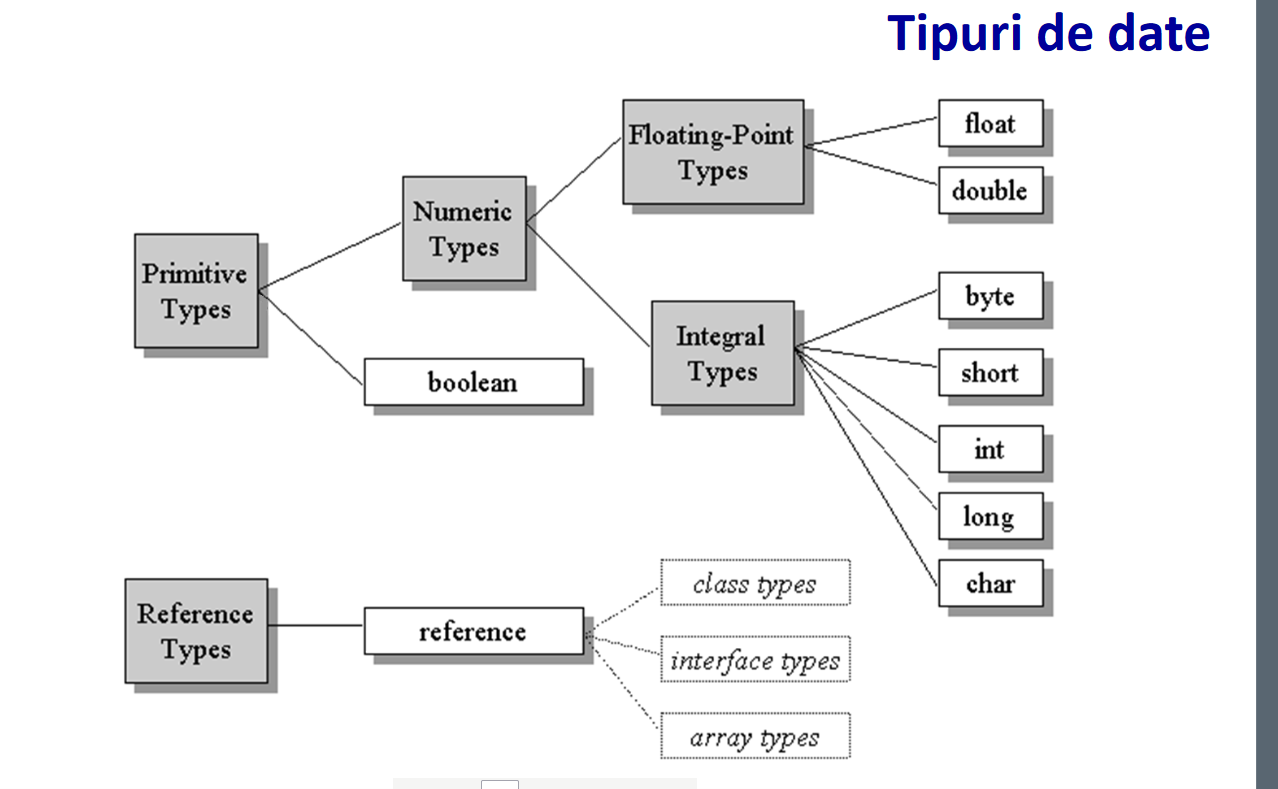 Tipuri de date
Primitive
Types
Numeric
Types
boolean
Floating-Point
Types
Integral
Types
float
double
byte
short
int
long
char
Reference
Types
reference
class types
interface types
array types